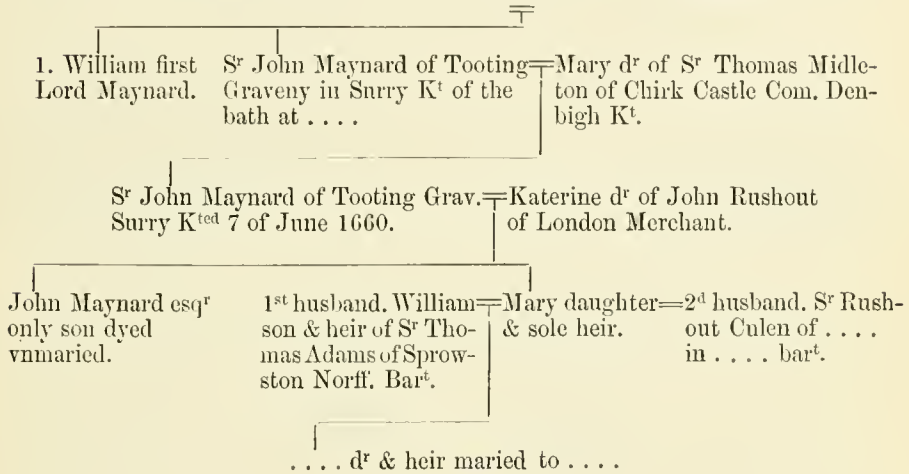 1. William first
Lord Maynard.
Sʳ John Maynard of Tooting
Graveny in Surry Kᵗ of the
bath at . . . .
Mary dʳ of Sʳ Thomas Midle-
ton of Chirk Castle Com. Den-
bigh Kᵗ.
Sʳ John Maynard of Tooting Grav.
Surry Kᵗᵉᵈ 7 of June 1660.
Katerine dʳ of John Rushout
of London Merchant.
John Maynard esqʳ
only son dyed
vnmaried.
1ˢᵗ husband. William
son & heir of Sʳ Tho-
mas Adams of Sprow-
ston Norff. Barᵗ.
Mary daughter
& sole heir.
2ᵈ husband. Sʳ Rush-
out Culen of . . . .
in . . . . barᵗ.
. . . . dʳ & heir maried to . . . .